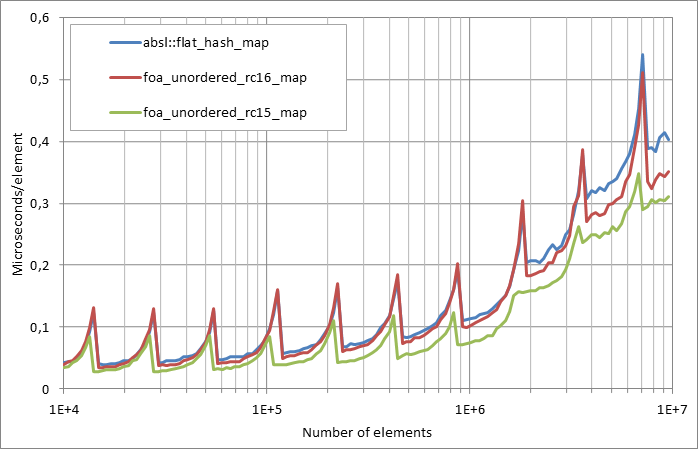 0,6
absl::flat_hash_map
0,5
foa_unordered_rc16_map
foa_unordered_rc15_map
0,4
Microseconds/element
0,3
0,2
0,1
0
1E+4
1E+5
1E+6
1E+7
Number of elements